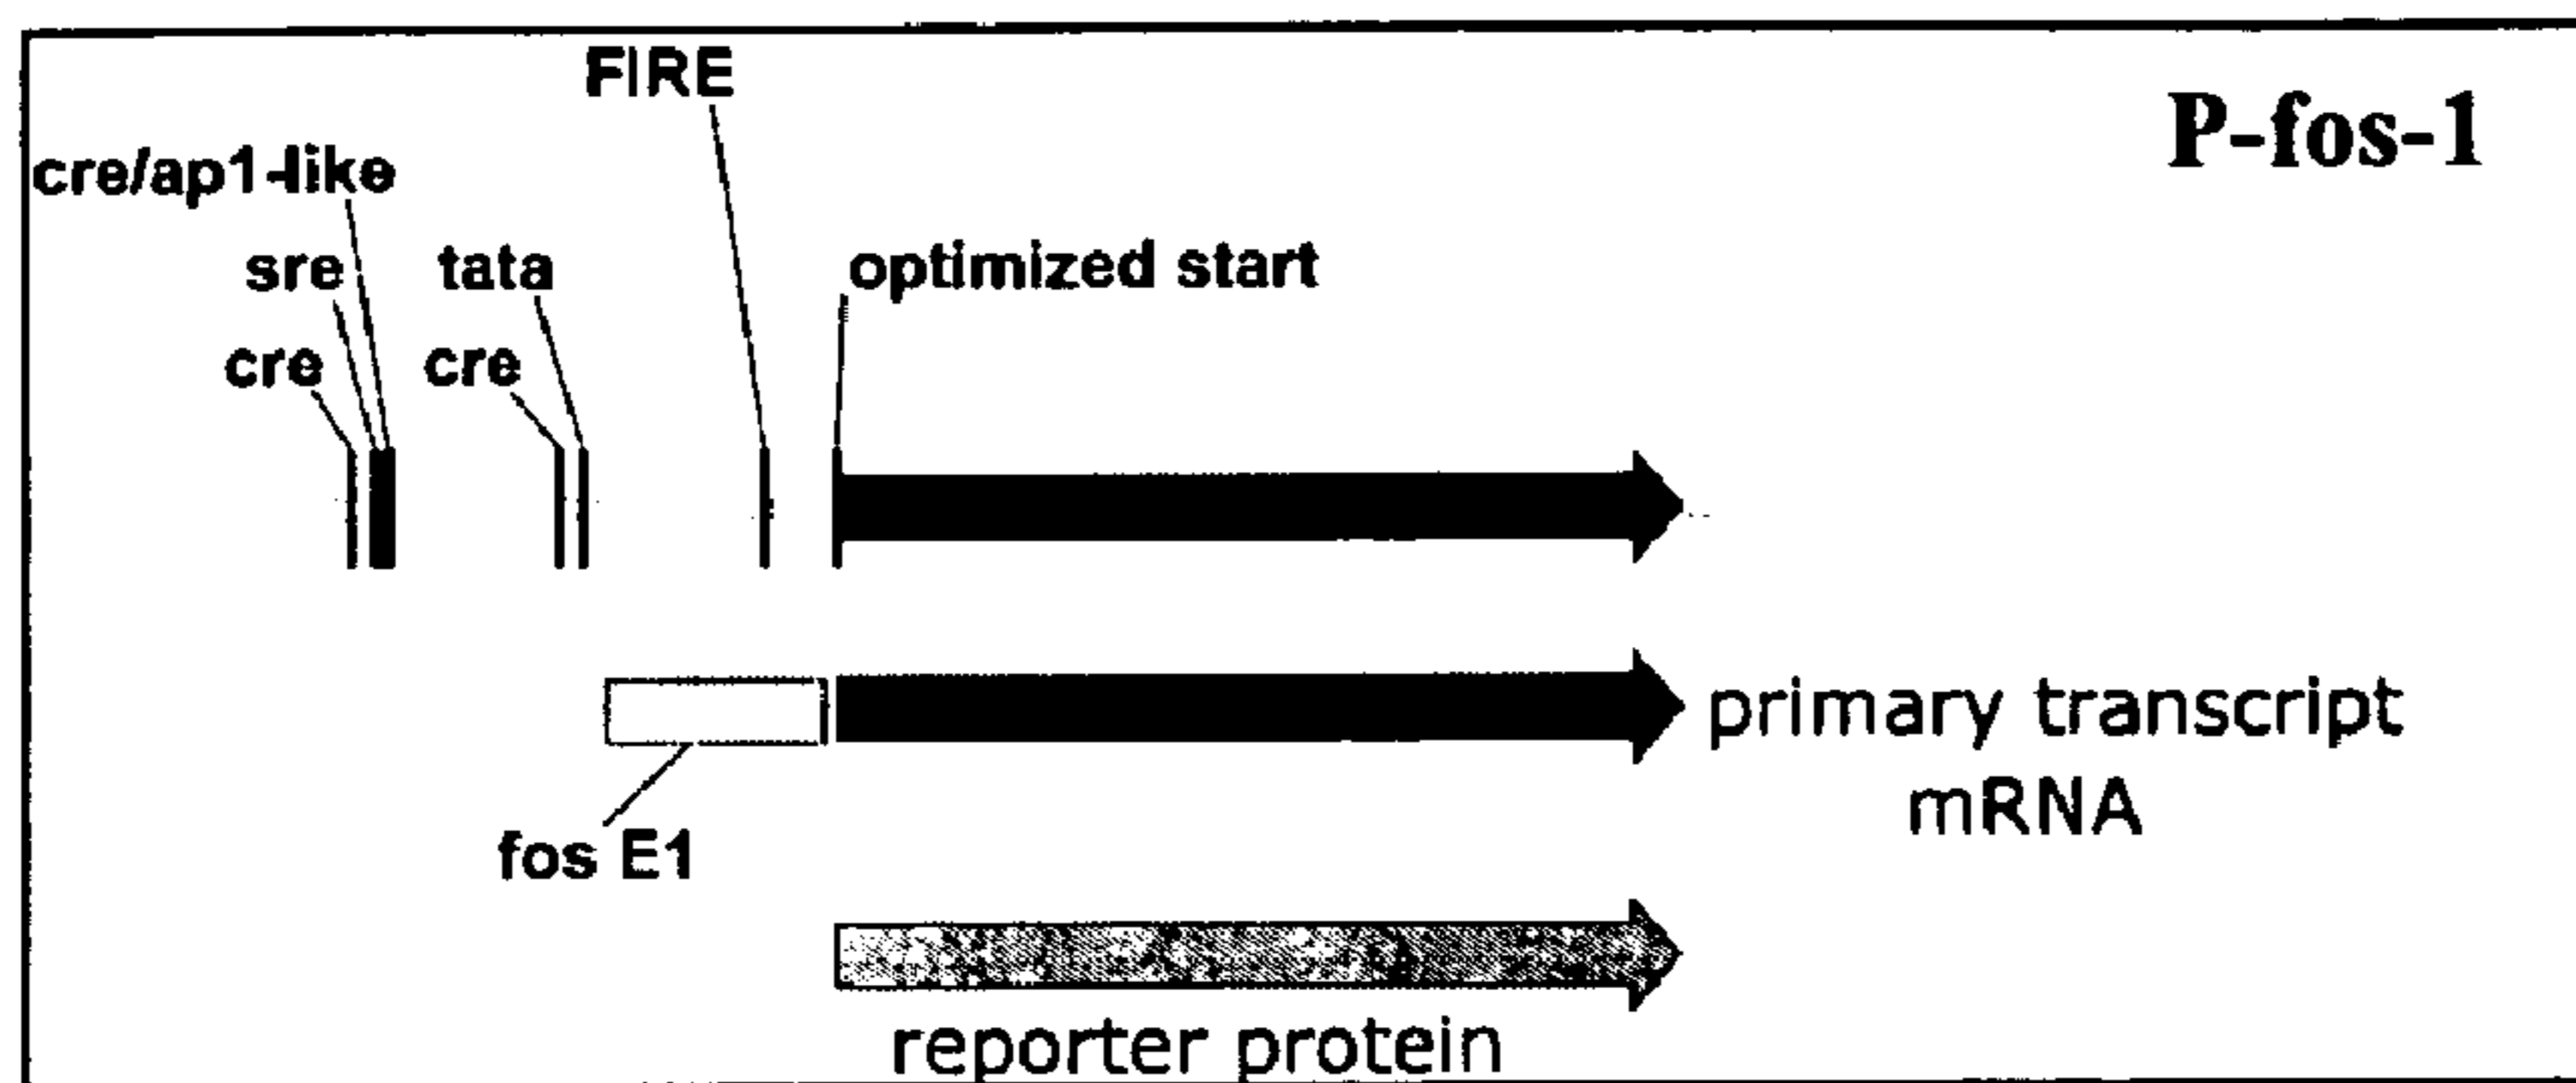 FIRE
P-fos-1
cre/ap1-like
sre
tata
optimized start
cre
cre
primary transcript
mRNA
fos E1
reporter protein